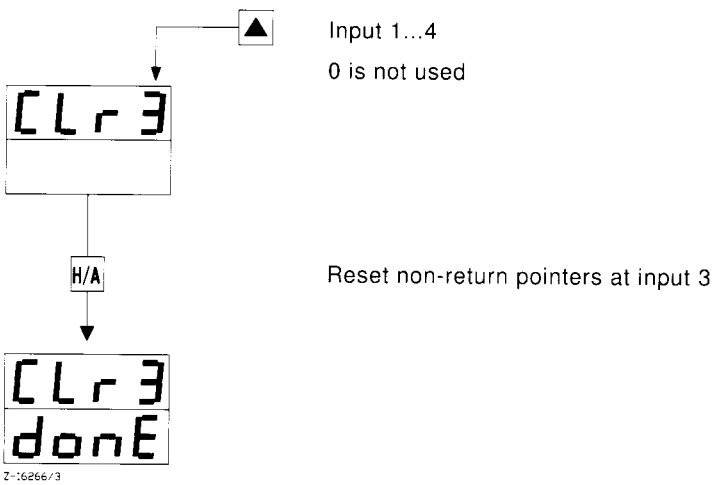 ▲ Input 1...4
0 is not used
CLr 3
H/A Reset non-return pointers at input 3
CLr 3
donE
Z-16266/3